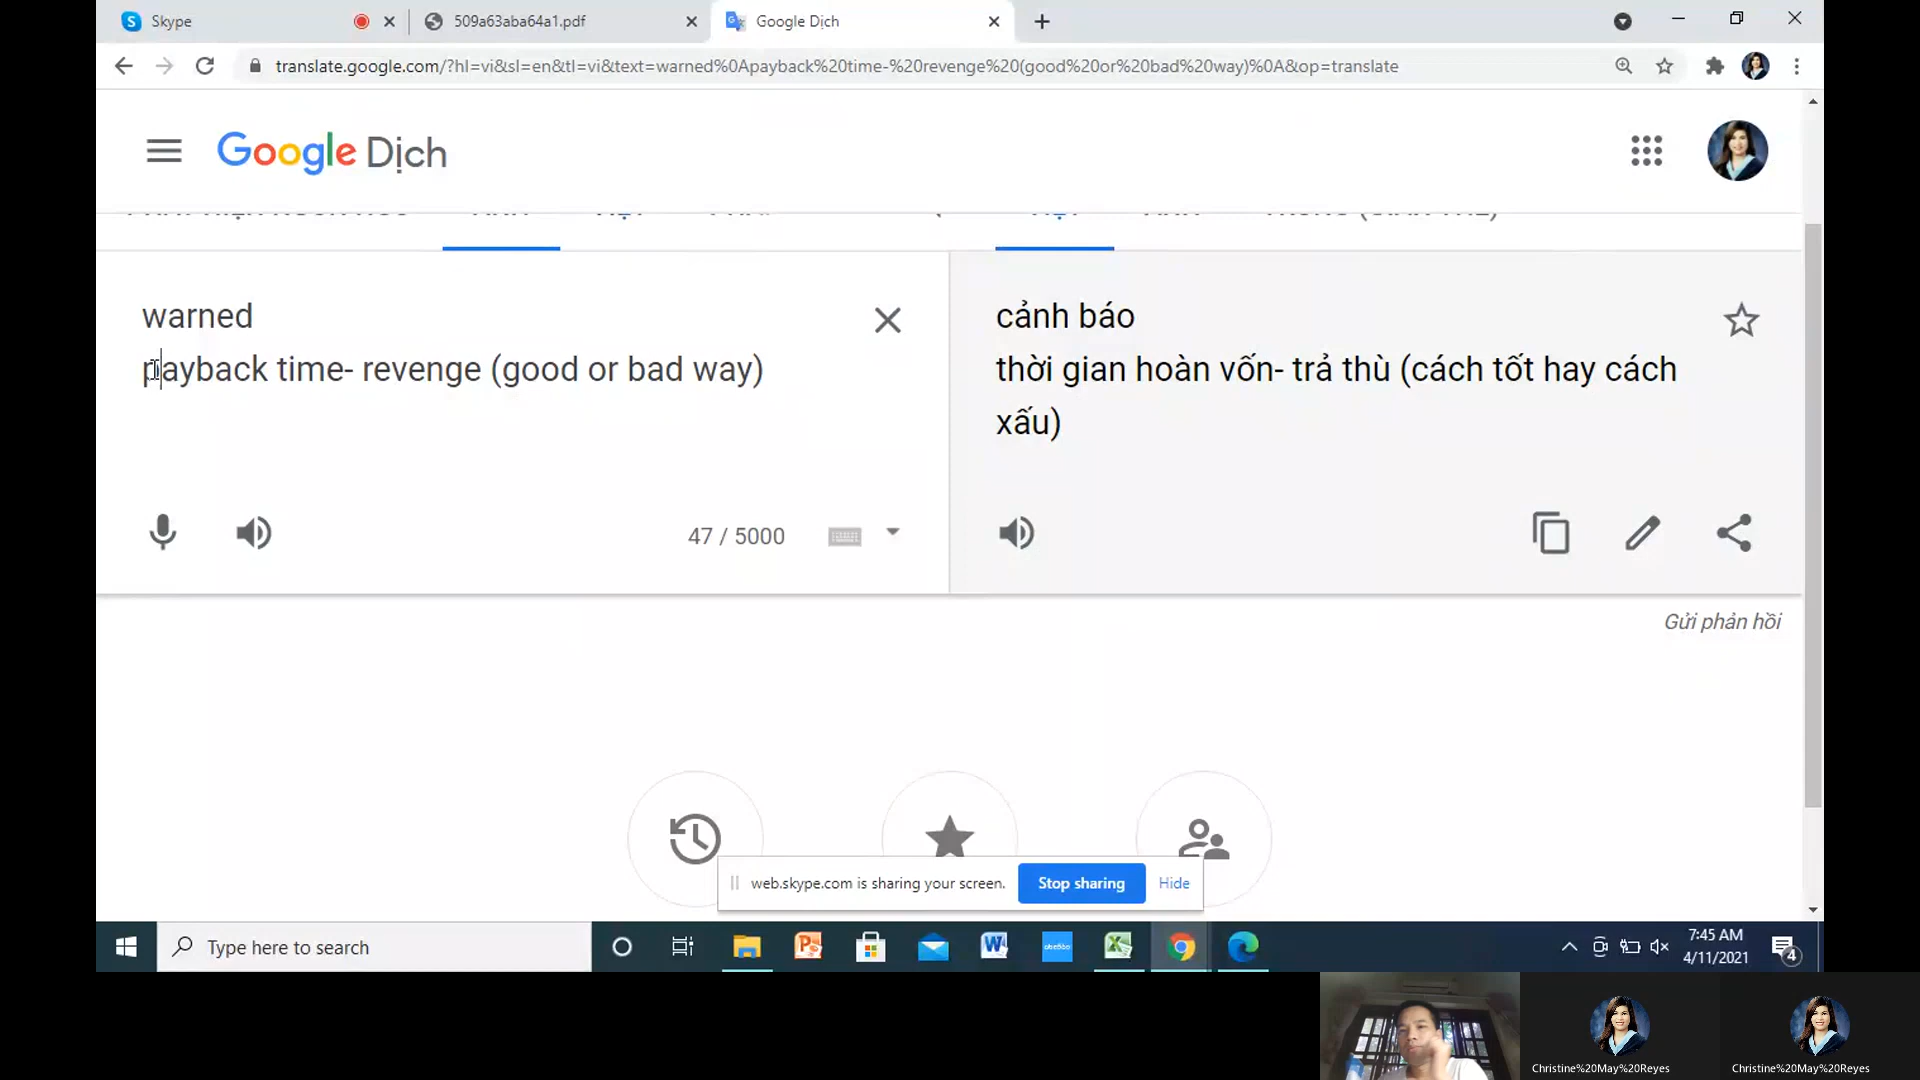 Skype
509a63aba64a1.pdf
Google Dịch
translate.google.com/?hl=vi&sl=en&tl=vi&text=warned%0Apayback%20time-%20revenge%20(good%20or%20bad%20way)%0A&op=translate
Google Dịch
warned
payback time- revenge (good or bad way)
cảnh báo
thời gian hoàn vốn- trả thù (cách tốt hay cách
xấu)
47 / 5000
Gửi phản hồi
web.skype.com is sharing your screen.
Stop sharing
Hide
Type here to search
7:45 AM
4/11/2021
4
Christine%20May%20Reyes
Christine%20May%20Reyes